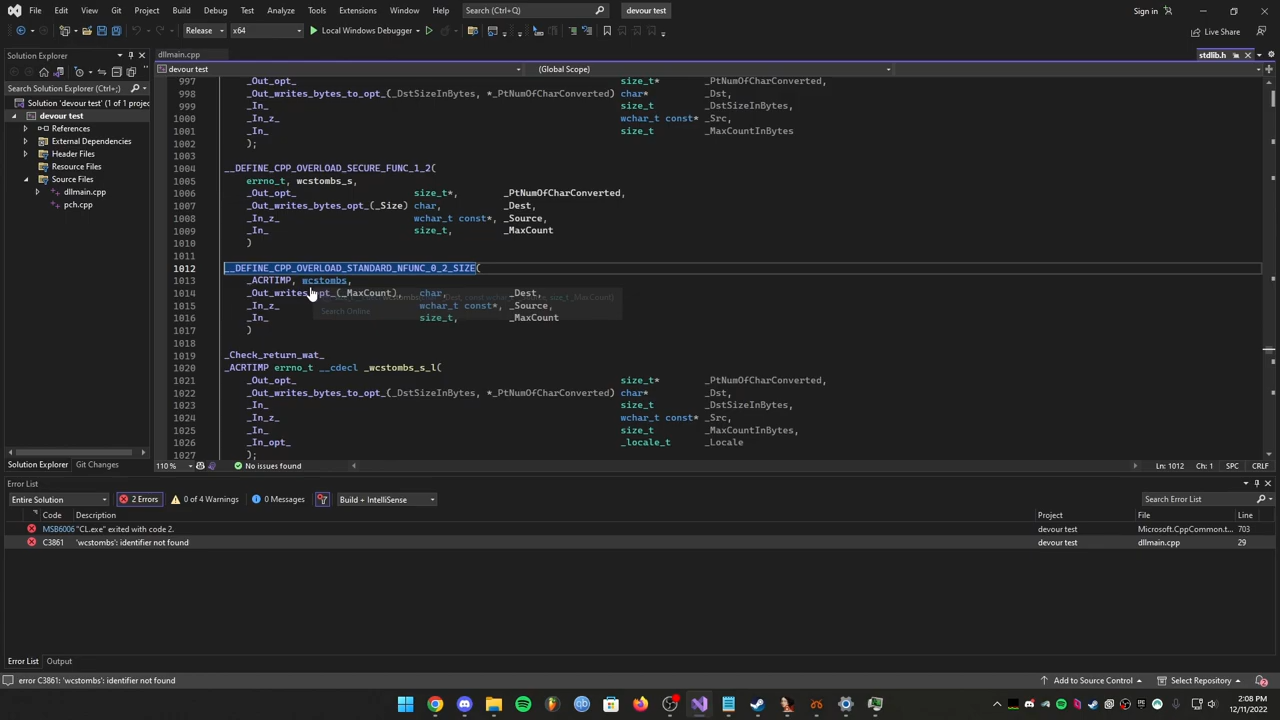 File Edit View Git Project Build Debug Test Analyze Tools Extensions Window Help Search (Ctrl+Q) devour test Sign in
Release x64 Local Windows Debugger Live Share
Solution Explorer
Search Solution Explorer (Ctrl+;)
Solution 'devour test' (1 of 1 project)
devour test
References
External Dependencies
Header Files
Resource Files
Source Files
dllmain.cpp
pch.cpp
Solution Explorer Git Changes
dllmain.cpp stdlib.h
devour test (Global Scope)
997 _Out_opt_ size_t* _PtNumOfCharConverted,
998 _Out_writes_bytes_to_opt_(_DstSizeInBytes, *_PtNumOfCharConverted) char* _Dst,
999 _In_ size_t _DstSizeInBytes,
1000 _In_z_ wchar_t const* _Src,
1001 _In_ size_t _MaxCountInBytes
1002 );
1003
1004 __DEFINE_CPP_OVERLOAD_SECURE_FUNC_1_2(
1005 errno_t, wcstombs_s,
1006 _Out_opt_ size_t*, _PtNumOfCharConverted,
1007 _Out_writes_bytes_opt_(_Size) char, _Dest,
1008 _In_z_ wchar_t const*, _Source,
1009 _In_ size_t, _MaxCount
1010 )
1011
1012 __DEFINE_CPP_OVERLOAD_STANDARD_NFUNC_0_2_SIZE(
1013 _ACRTIMP, wcstombs,
1014 _Out_writes_opt_(_MaxCount), char, _Dest,
1015 _In_z_ wchar_t const*, _Source,
1016 _In_ size_t, _MaxCount
1017 )
Search Online
1018
1019 _Check_return_wat_
1020 _ACRTIMP errno_t __cdecl _wcstombs_s_l(
1021 _Out_opt_ size_t* _PtNumOfCharConverted,
1022 _Out_writes_bytes_to_opt_(_DstSizeInBytes, *_PtNumOfCharConverted) char* _Dst,
1023 _In_ size_t _DstSizeInBytes,
1024 _In_z_ wchar_t const* _Src,
1025 _In_ size_t _MaxCountInBytes,
1026 _In_opt_ _locale_t _Locale
1027 );
110 % No issues found Ln: 1012 Ch: 1 SPC CRLF
Error List
Entire Solution 2 Errors 0 of 4 Warnings 0 Messages Build + IntelliSense Search Error List
Code Description Project File Line
MSB6006 "CL.exe" exited with code 2. devour test Microsoft.CppCommon.t... 703
C3861 'wcstombs': identifier not found devour test dllmain.cpp 29
Error List Output
error C3861: 'wcstombs': identifier not found Add to Source Control Select Repository 2
2:08 PM
12/11/2022